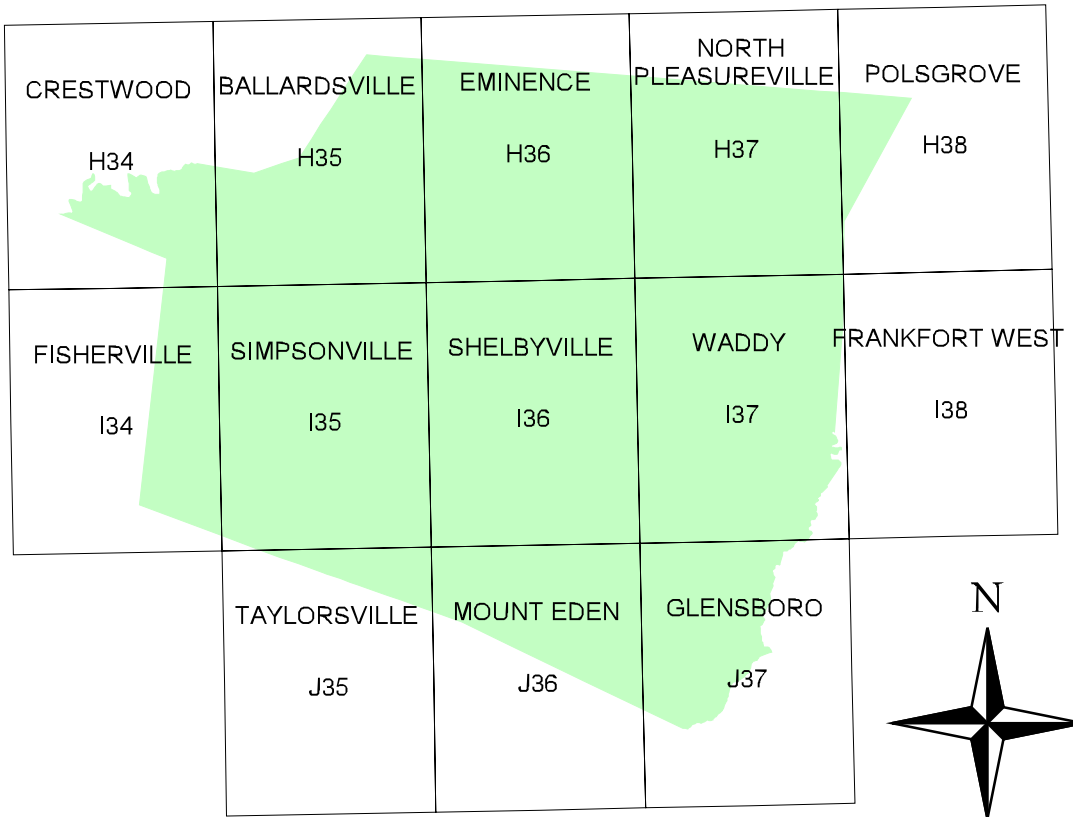 CRESTWOOD
H34
BALLARDSVILLE
H35
EMINENCE
H36
NORTH
PLEASUREVILLE
H37
POLSGROVE
H38
FISHERVILLE
I34
SIMPSONVILLE
I35
SHELBYVILLE
I36
WADDY
I37
FRANKFORT WEST
I38
TAYLORSVILLE
J35
MOUNT EDEN
J36
GLENSBORO
J37
N